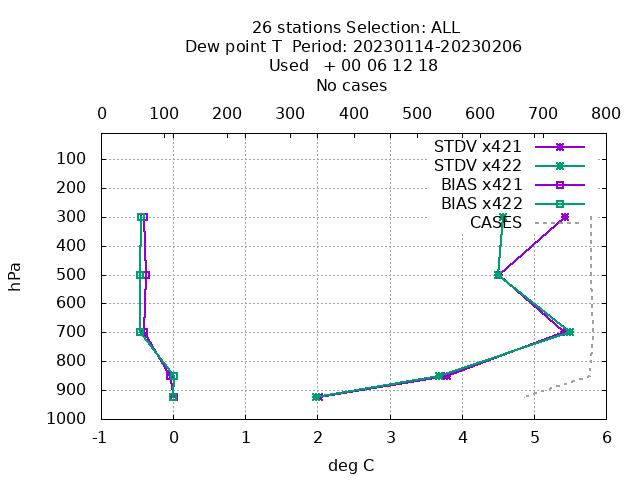 26 stations Selection: ALL
Dew point T  Period: 20230114-20230206
Used   + 00 06 12 18
No cases
0 100 200 300 400 500 600 700 800
STDV x421
STDV x422
BIAS x421
BIAS x422
CASES
100
200
300
400
500
600
700
800
900
1000
hPa
-1 0 1 2 3 4 5 6
deg C